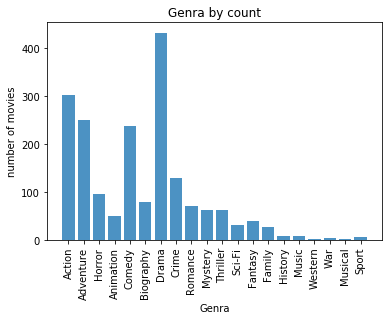 Genra by count
number of movies
400
300
200
100
0
Action
Adventure
Horror
Animation
Comedy
Biography
Drama
Crime
Romance
Mystery
Thriller
Sci-Fi
Fantasy
Family
History
Music
Western
War
Musical
Sport
Genra